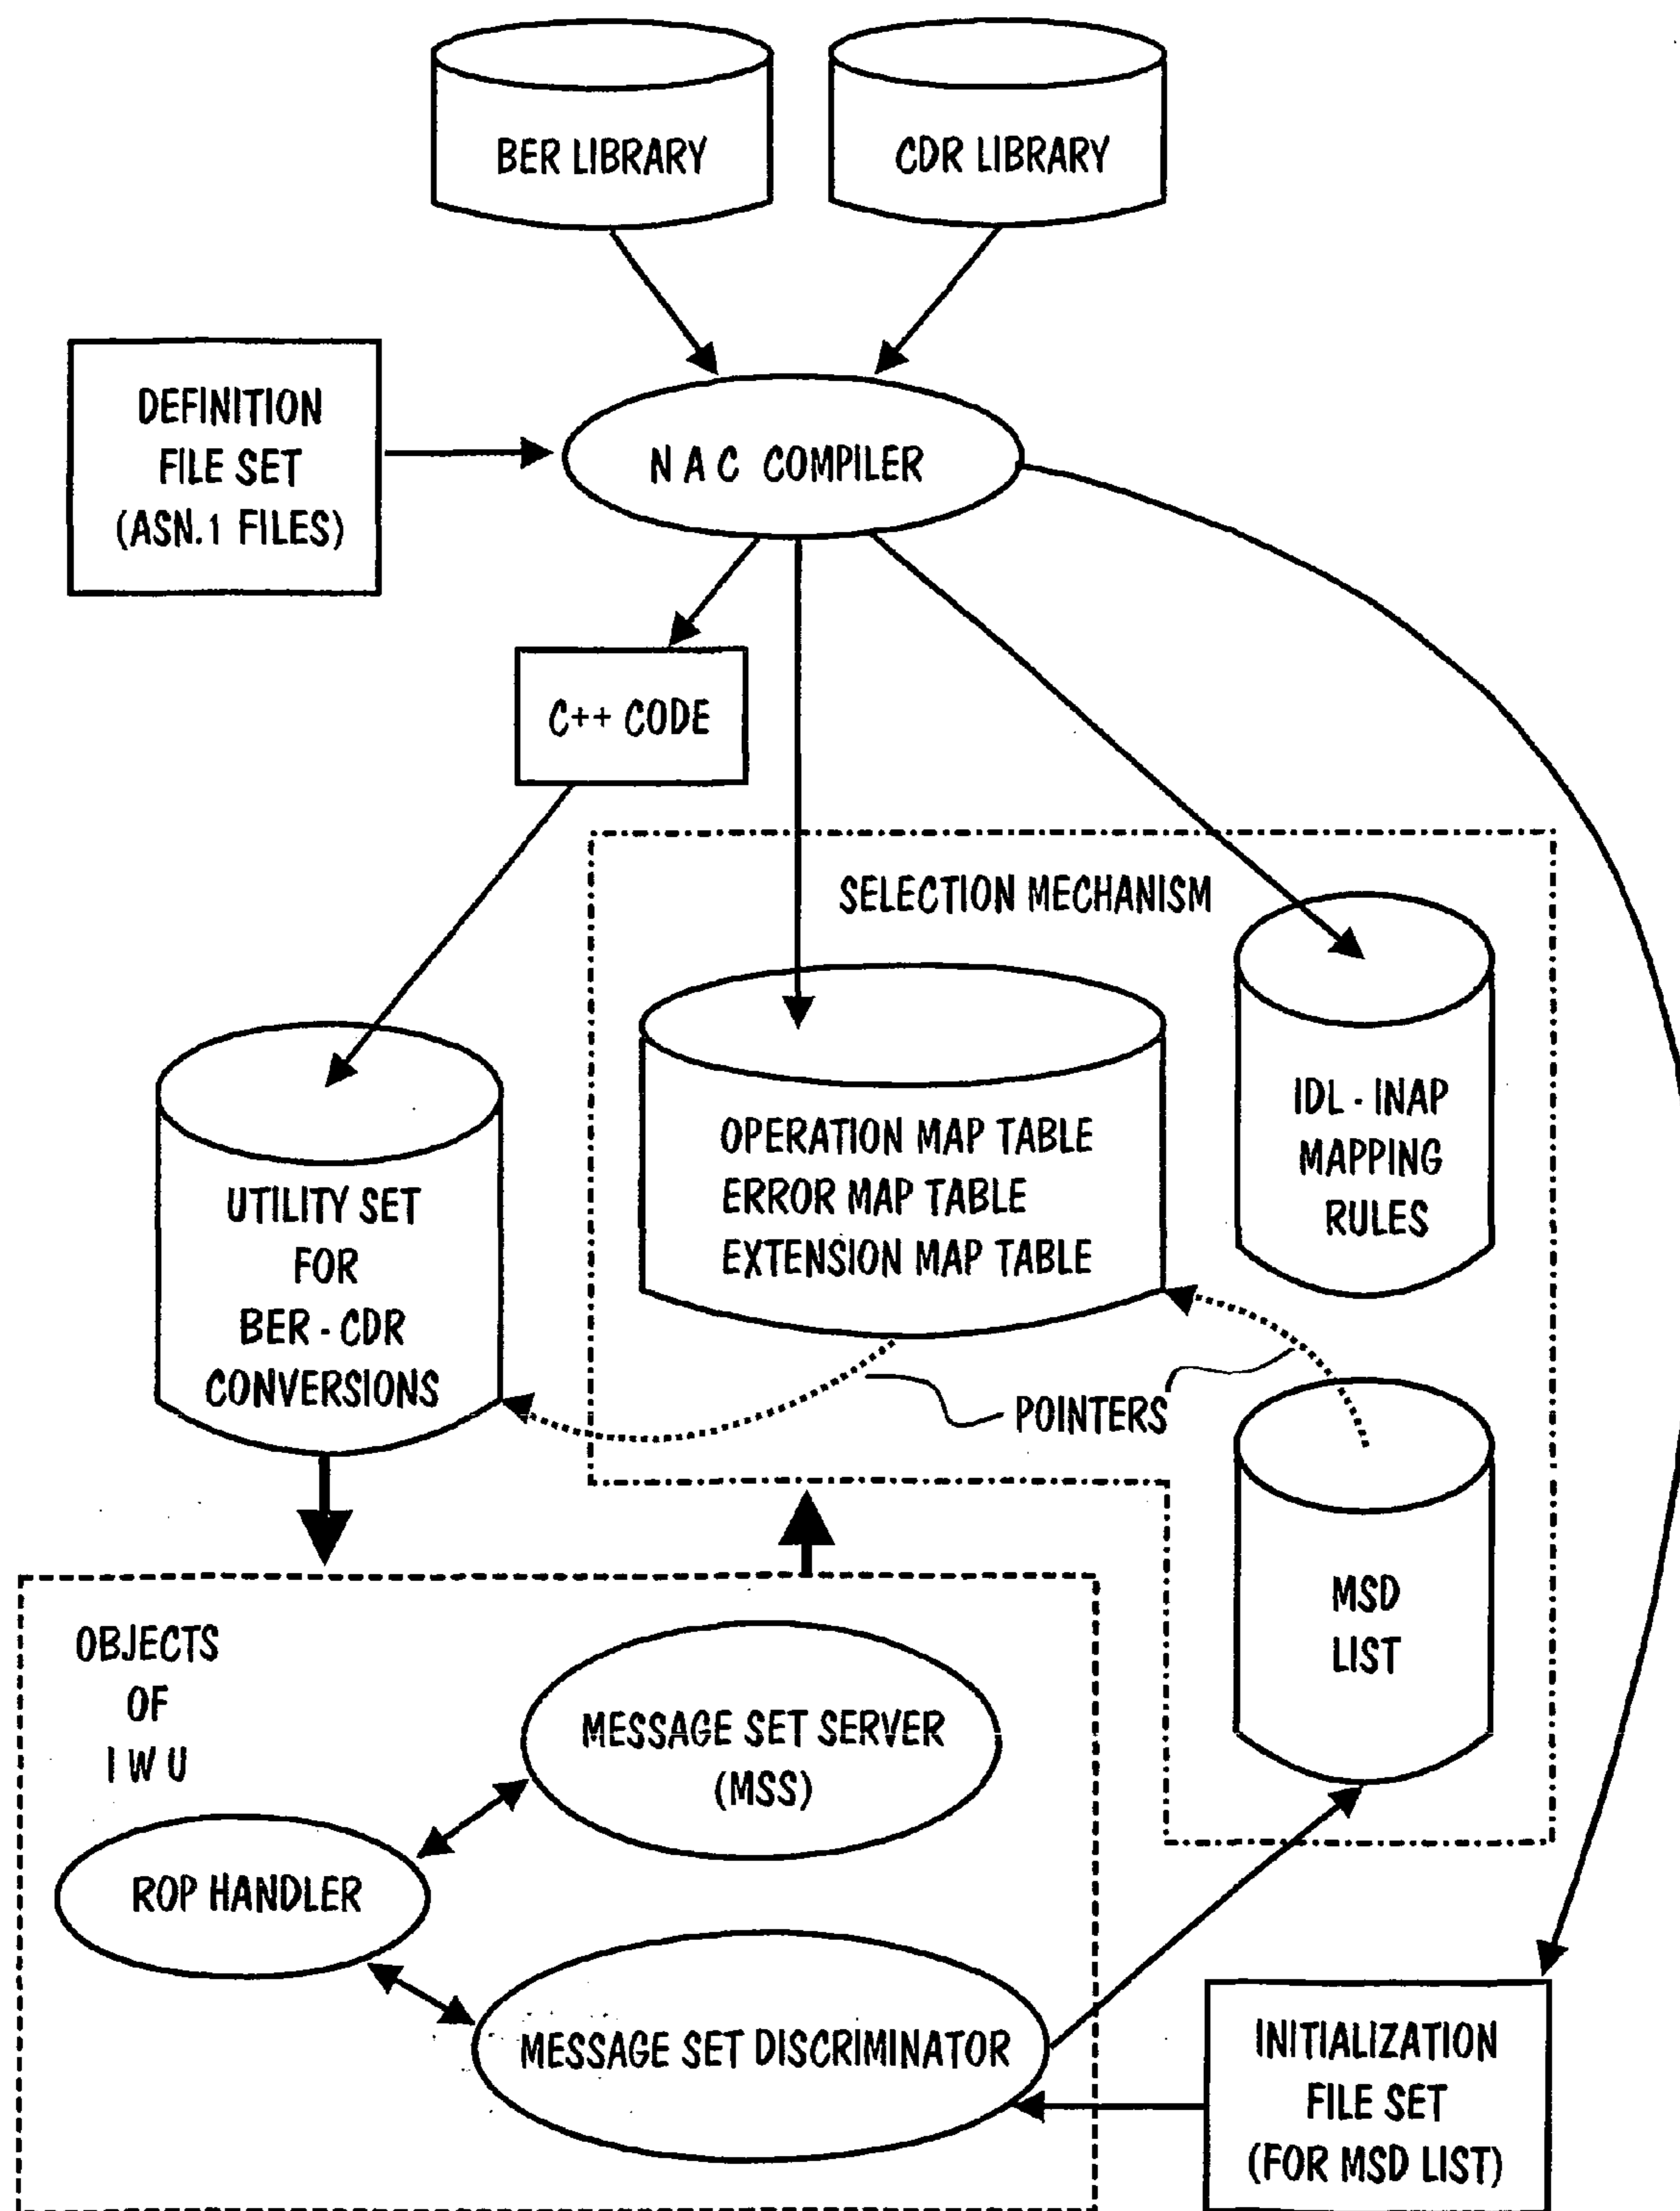 BER LIBRARY
CDR LIBRARY
DEFINITION
FILE SET
(ASN.1 FILES)
N A C COMPILER
C++ CODE
SELECTION MECHANISM
IDL - INAP
MAPPING
RULES
OPERATION MAP TABLE
ERROR MAP TABLE
EXTENSION MAP TABLE
UTILITY SET
FOR
BER - CDR
CONVERSIONS
POINTERS
MSD
LIST
OBJECTS
OF
I W U
MESSAGE SET SERVER
(MSS)
ROP HANDLER
MESSAGE SET DISCRIMINATOR
INITIALIZATION
FILE SET
(FOR MSD LIST)